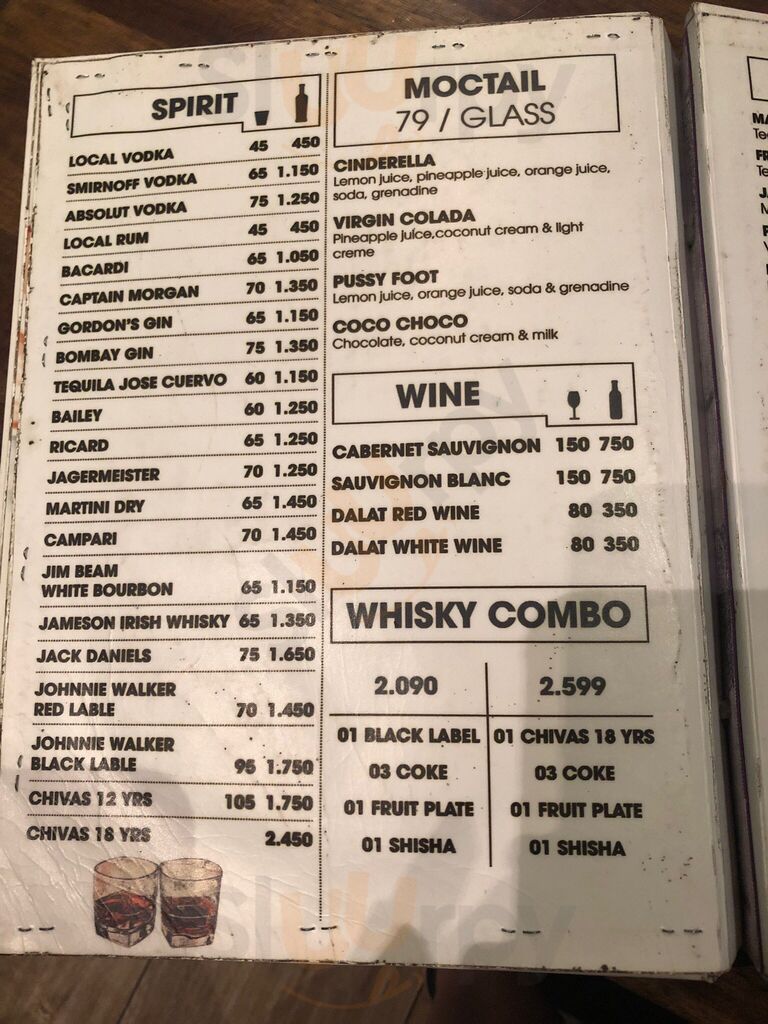 SPIRIT
LOCAL VODKA 45 450
SMIRNOFF VODKA 65 1.150
ABSOLUT VODKA 75 1.250
LOCAL RUM 45 450
BACARDI 65 1.050
CAPTAIN MORGAN 70 1.350
GORDON'S GIN 65 1.150
BOMBAY GIN 75 1.350
TEQUILA JOSE CUERVO 60 1.150
BAILEY 60 1.250
RICARD 65 1.250
JAGERMEISTER 70 1.250
MARTINI DRY 65 1.450
CAMPARI 70 1.450
JIM BEAM
WHITE BOURBON 65 1.150
JAMESON IRISH WHISKY 65 1.350
JACK DANIELS 75 1.650
JOHNNIE WALKER
RED LABLE 70 1.450
JOHNNIE WALKER
BLACK LABLE 95 1.750
CHIVAS 12 YRS 105 1.750
CHIVAS 18 YRS 2.450
MOCTAIL
79 / GLASS
CINDERELLA
Lemon juice, pineapple juice, orange juice,
soda, grenadine
VIRGIN COLADA
Pineapple juice,coconut cream & light
creme
PUSSY FOOT
Lemon juice, orange juice, soda & grenadine
COCO CHOCO
Chocolate, coconut cream & milk
WINE
CABERNET SAUVIGNON 150 750
SAUVIGNON BLANC 150 750
DALAT RED WINE 80 350
DALAT WHITE WINE 80 350
WHISKY COMBO
2.090 2.599
01 BLACK LABEL 01 CHIVAS 18 YRS
03 COKE 03 COKE
01 FRUIT PLATE 01 FRUIT PLATE
01 SHISHA 01 SHISHA